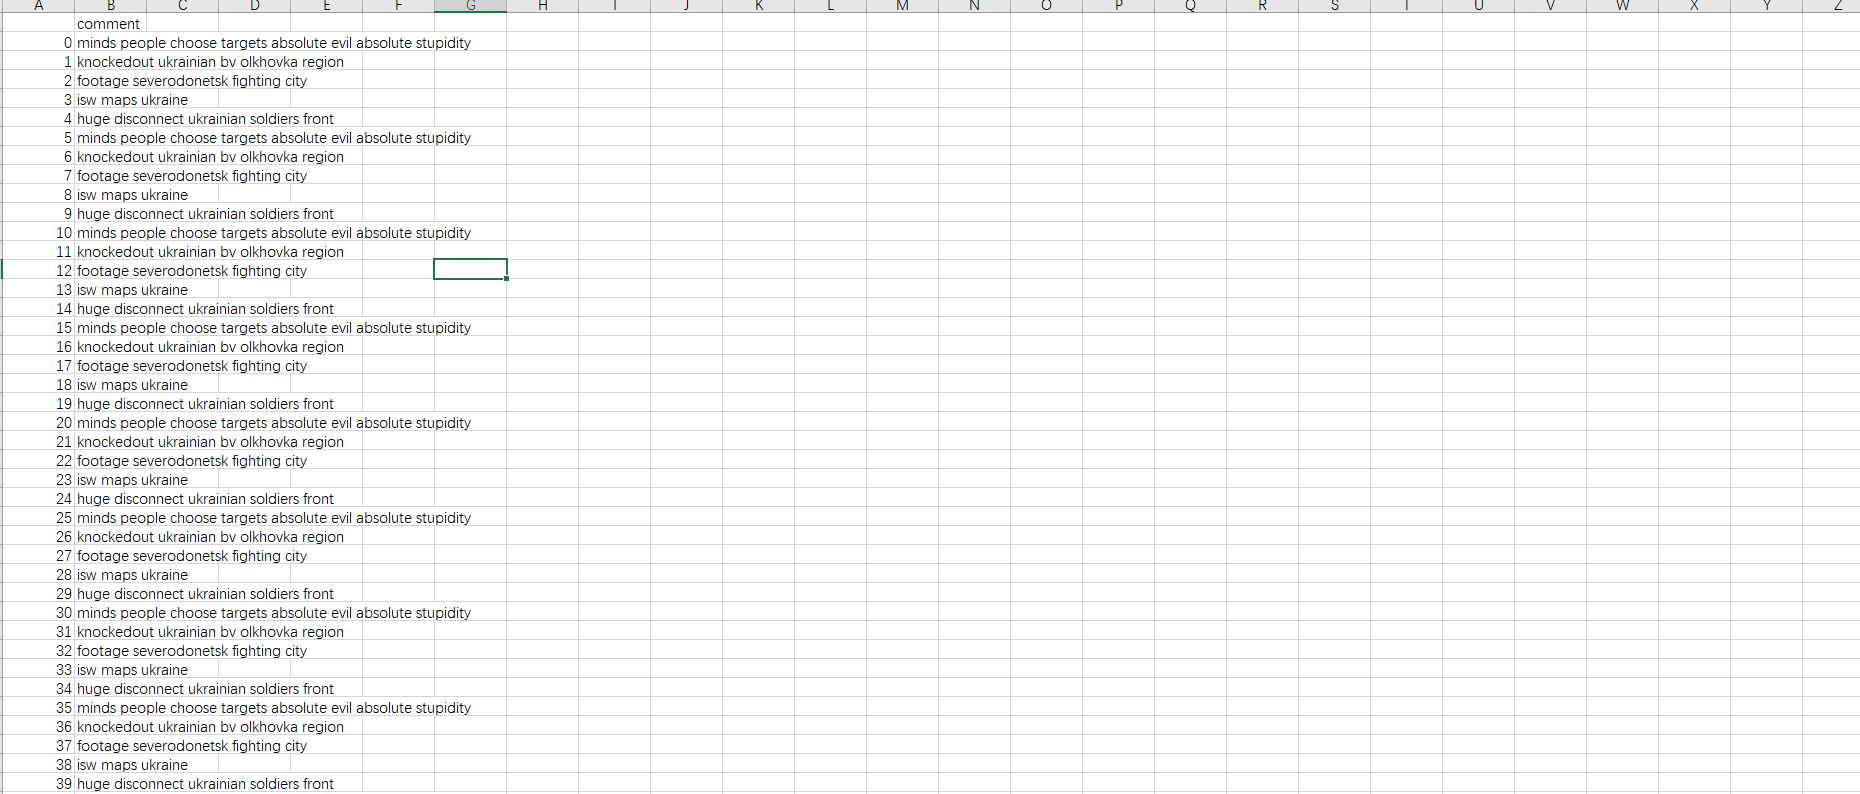 A B C D E F G H I J K L M N O P Q R S T U V W X Y Z
comment
0 minds people choose targets absolute evil absolute stupidity
1 knockedout ukrainian bv olkhovka region
2 footage severodonetsk fighting city
3 isw maps ukraine
4 huge disconnect ukrainian soldiers front
5 minds people choose targets absolute evil absolute stupidity
6 knockedout ukrainian bv olkhovka region
7 footage severodonetsk fighting city
8 isw maps ukraine
9 huge disconnect ukrainian soldiers front
10 minds people choose targets absolute evil absolute stupidity
11 knockedout ukrainian bv olkhovka region
12 footage severodonetsk fighting city
13 isw maps ukraine
14 huge disconnect ukrainian soldiers front
15 minds people choose targets absolute evil absolute stupidity
16 knockedout ukrainian bv olkhovka region
17 footage severodonetsk fighting city
18 isw maps ukraine
19 huge disconnect ukrainian soldiers front
20 minds people choose targets absolute evil absolute stupidity
21 knockedout ukrainian bv olkhovka region
22 footage severodonetsk fighting city
23 isw maps ukraine
24 huge disconnect ukrainian soldiers front
25 minds people choose targets absolute evil absolute stupidity
26 knockedout ukrainian bv olkhovka region
27 footage severodonetsk fighting city
28 isw maps ukraine
29 huge disconnect ukrainian soldiers front
30 minds people choose targets absolute evil absolute stupidity
31 knockedout ukrainian bv olkhovka region
32 footage severodonetsk fighting city
33 isw maps ukraine
34 huge disconnect ukrainian soldiers front
35 minds people choose targets absolute evil absolute stupidity
36 knockedout ukrainian bv olkhovka region
37 footage severodonetsk fighting city
38 isw maps ukraine
39 huge disconnect ukrainian soldiers front